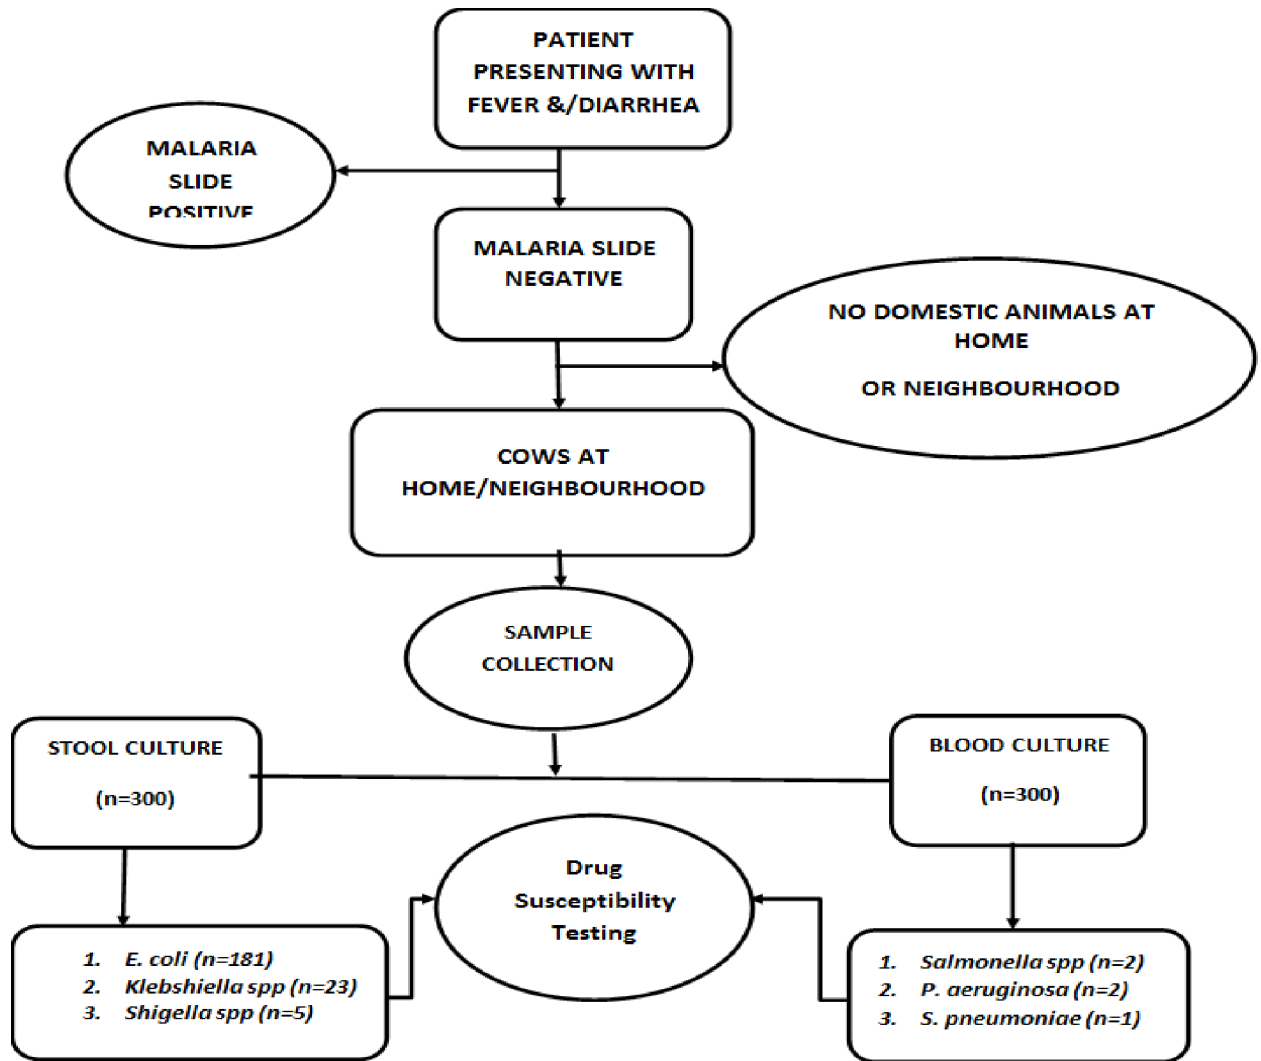 PATIENT
PRESENTING WITH
FEVER &/DIARRHEA
MALARIA
SLIDE
POSITIVE
MALARIA SLIDE
NEGATIVE
NO DOMESTIC ANIMALS AT
HOME
OR NEIGHBOURHOOD
COWS AT
HOME/NEIGHBOURHOOD
SAMPLE
COLLECTION
STOOL CULTURE
(n=300)
BLOOD CULTURE
(n=300)
Drug
Susceptibility
Testing
1. E. coli (n=181)
2. Klebshiella spp (n=23)
3. Shigella spp (n=5)
1. Salmonella spp (n=2)
2. P. aeruginosa (n=2)
3. S. pneumoniae (n=1)